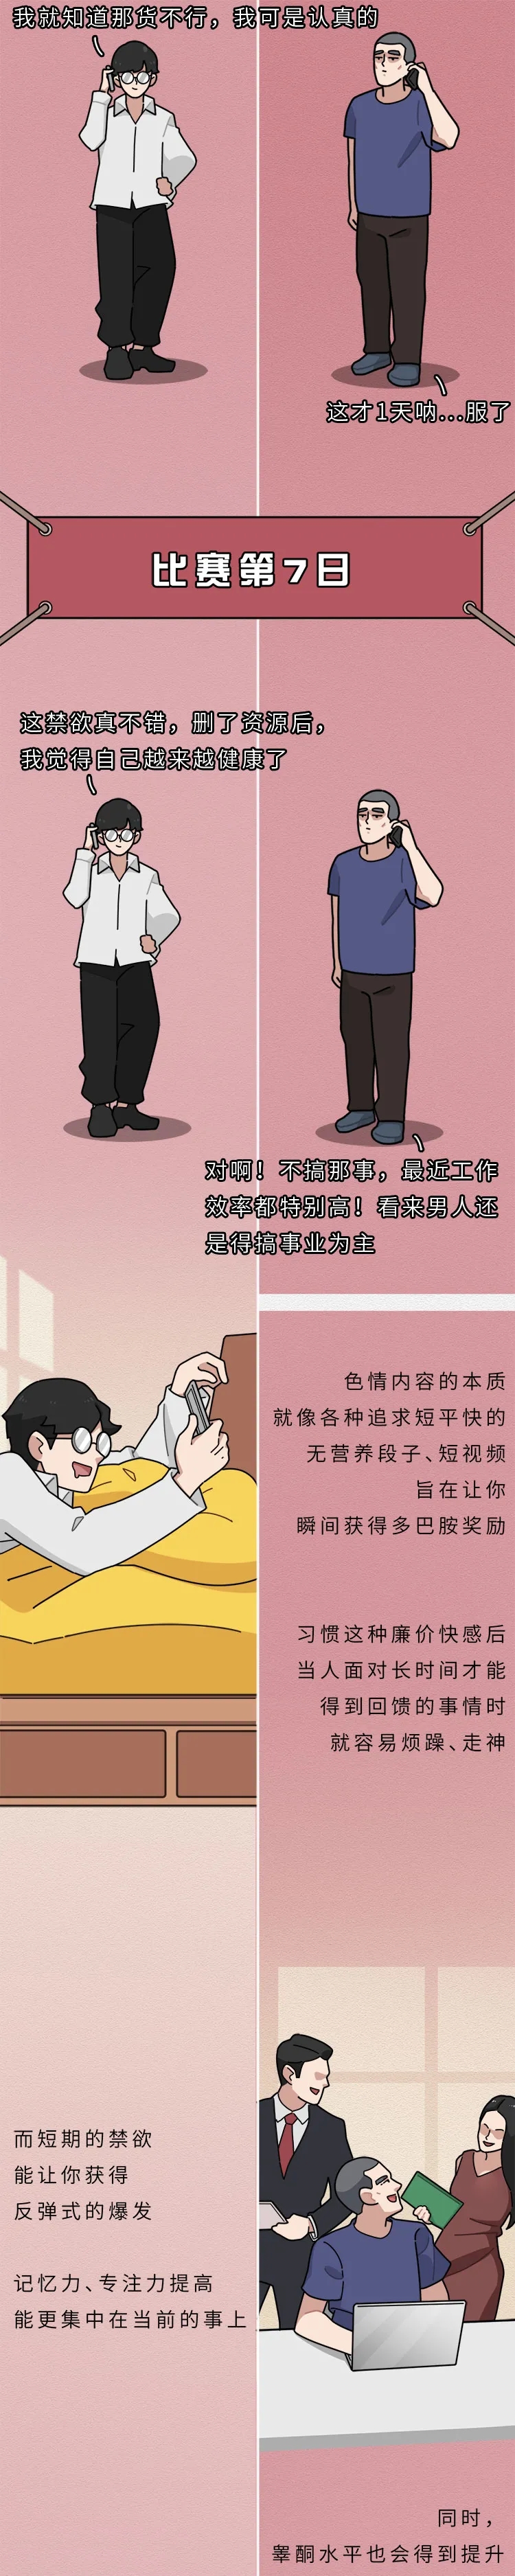 我就知道那货不行，我可是认真的
这才1天呐...服了
比赛第7日
这禁欲真不错，删了资源后，
我觉得自己越来越健康了
对啊！不搞那事，最近工作
效率都特别高！看来男人还
是得搞事业为主
色情内容的本质
就像各种追求短平快的
无营养段子、短视频
旨在让你
瞬间获得多巴胺奖励
习惯这种廉价快感后
当人面对长时间才能
得到回馈的事情时
就容易烦躁、走神
而短期的禁欲
能让你获得
反弹式的爆发
记忆力、专注力提高
能更集中在当前的事上
同时，
睾酮水平也会得到提升